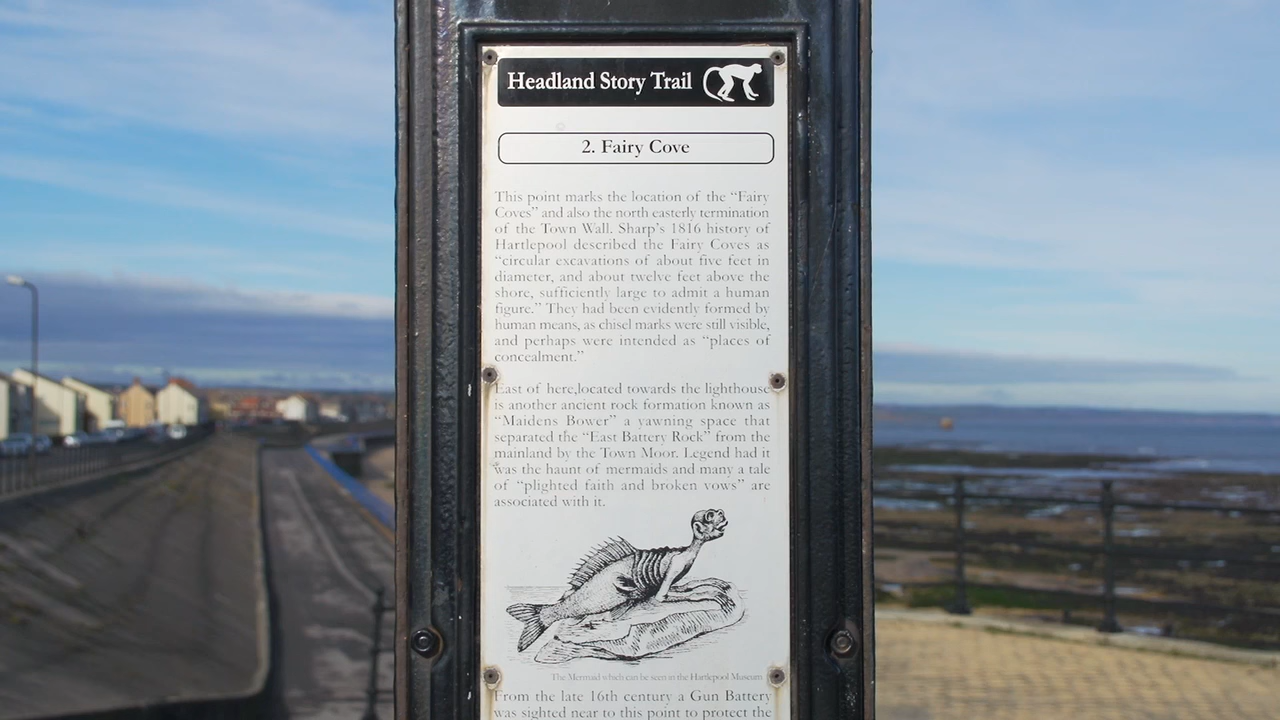 Headland Story Trail
2. Fairy Cove
This point marks the location of the “Fairy
Coves” and also the north easterly termination
of the Town Wall. Sharp’s 1816 history of
Hartlepool described the Fairy Coves as
“circular excavations of about five feet in
diameter, and about twelve feet above the
shore, sufficiently large to admit a human
figure.” They had been evidently formed by
human means, as chisel marks were still visible,
and perhaps were intended as “places of
concealment.”
East of here,located towards the lighthouse
is another ancient rock formation known as
“Maidens Bower” a yawning space that
separated the “East Battery Rock” from the
mainland by the Town Moor. Legend had it
was the haunt of mermaids and many a tale
of “plighted faith and broken vows” are
associated with it.
The Mermaid which can be seen in the Hartlepool Museum
From the late 16th century a Gun Battery
was sighted near to this point to protect the